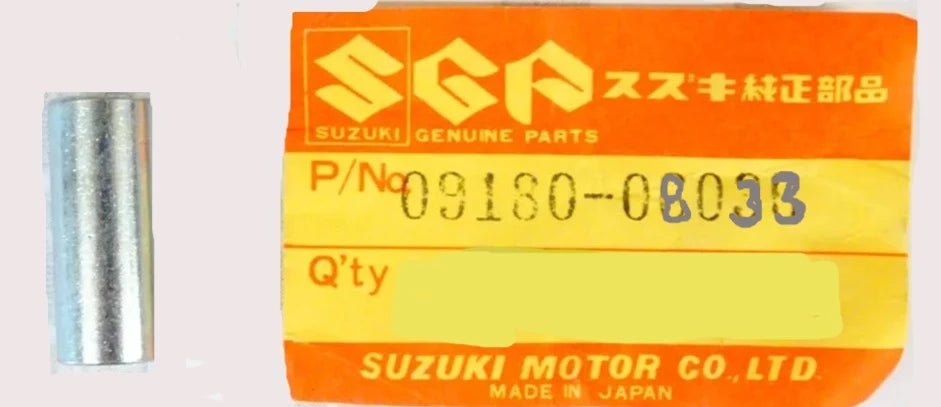 SGP スズキ純正部品
SUZUKI GENUINE PARTS
P/No. 09180-08033
Q'ty
SUZUKI MOTOR CO.,LTD.
MADE IN JAPAN